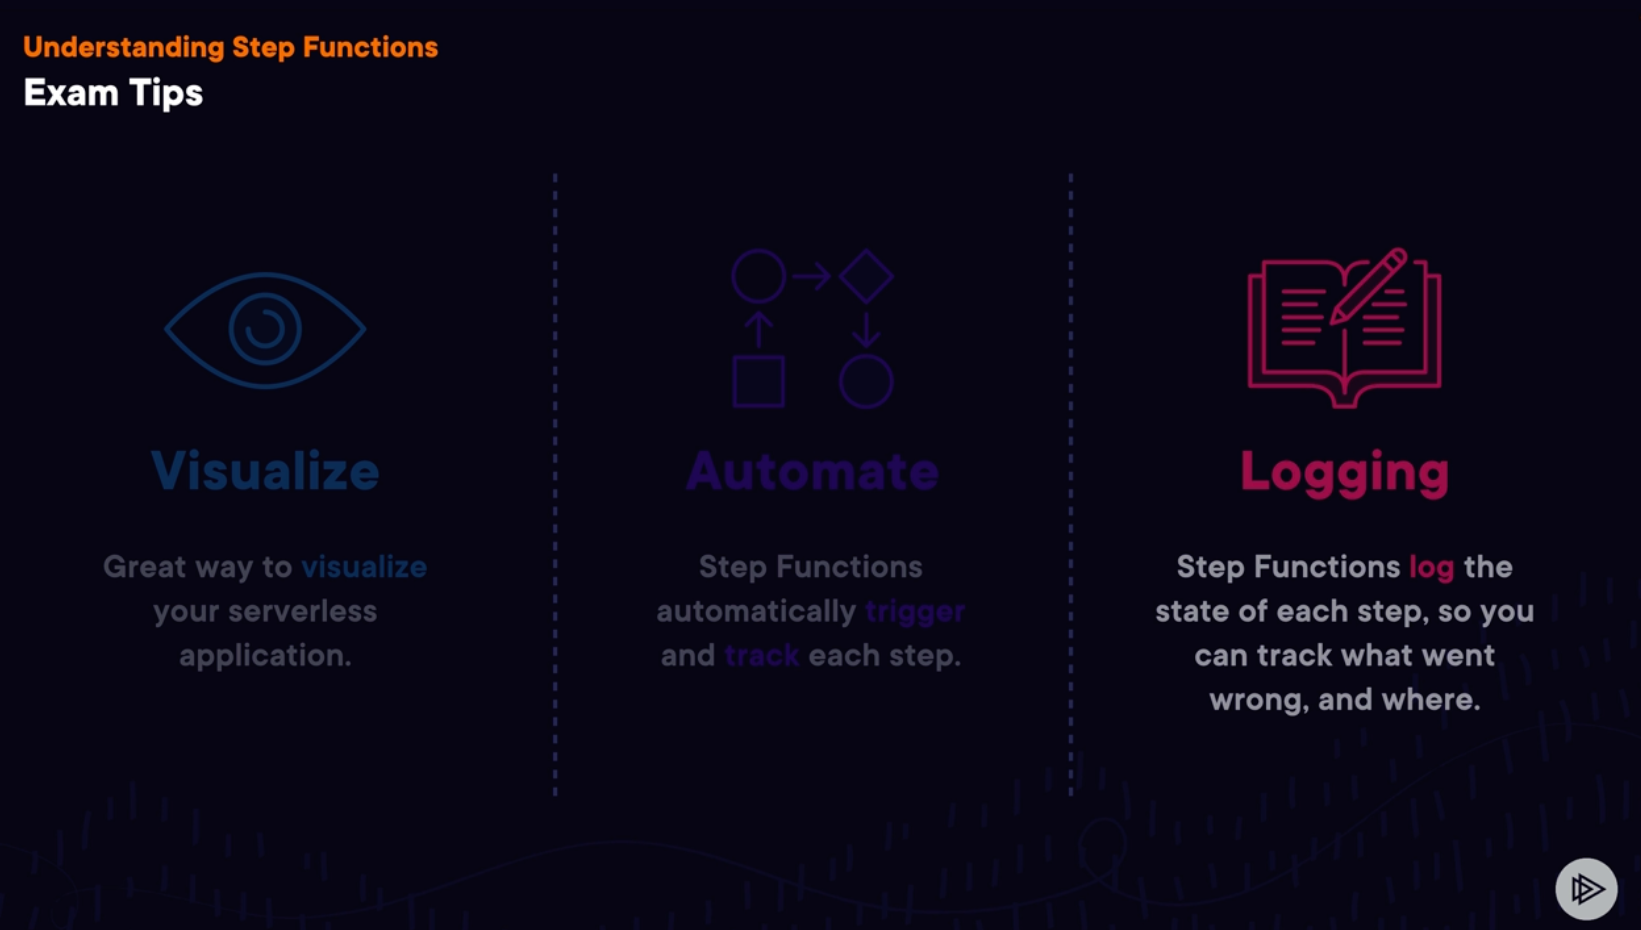 Understanding Step Functions
Exam Tips
Visualize
Great way to visualize
your serverless
application.
Automate
Step Functions
automatically trigger
and track each step.
Logging
Step Functions log the
state of each step, so you
can track what went
wrong, and where.